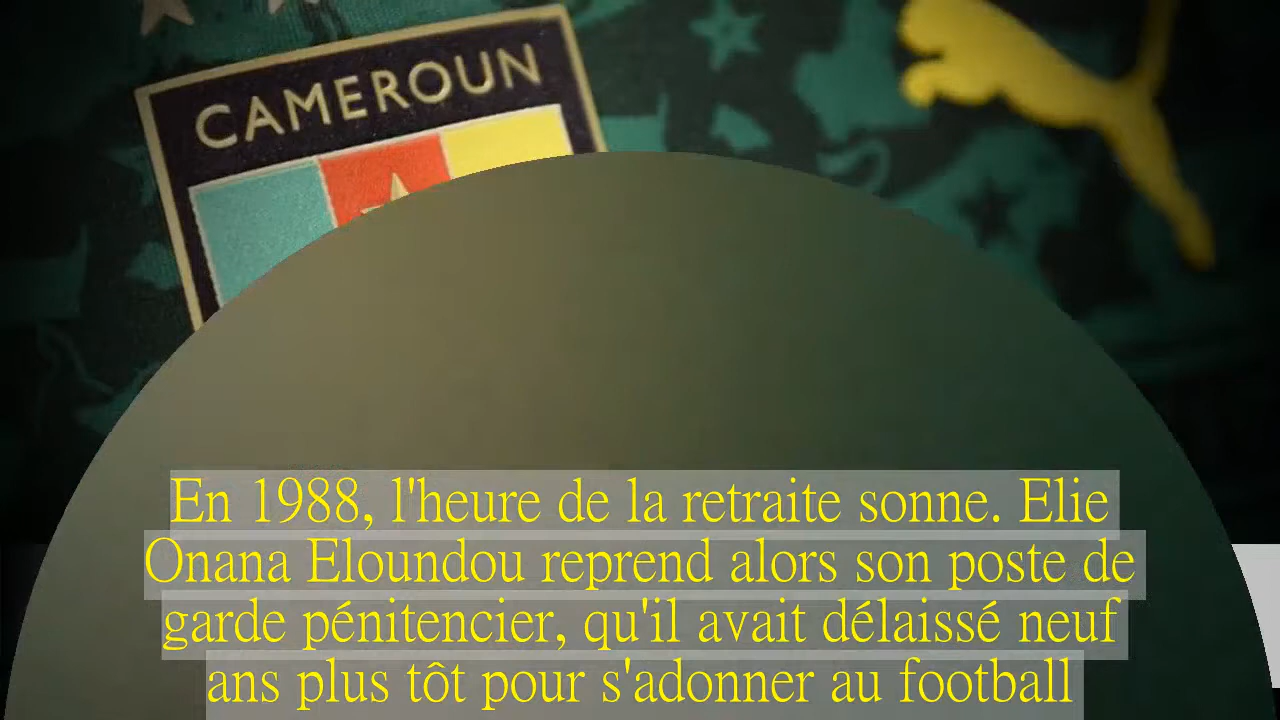 CAMEROUN
En 1988, l'heure de la retraite sonne. Elie
Onana Eloundou reprend alors son poste de
garde pénitencier, qu'il avait délaissé neuf
ans plus tôt pour s'adonner au football